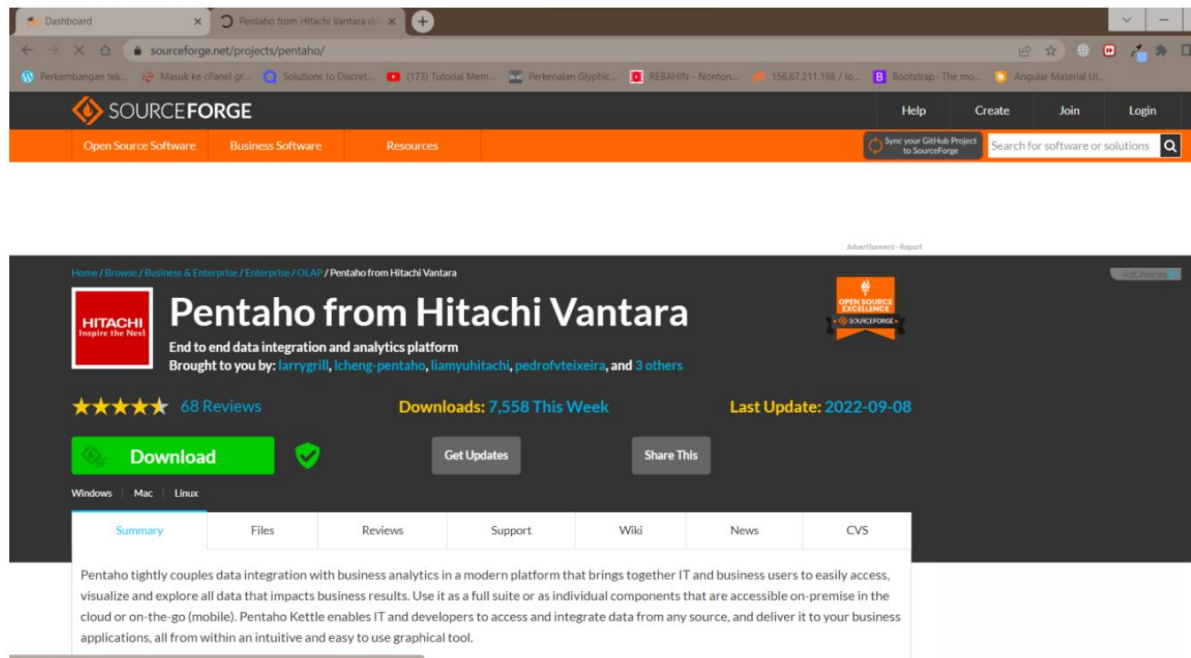 Dashboard
Pentaho from Hitachi Vantara do
sourceforge.net/projects/pentaho/
Perkembangan tek...
Masuk ke cPanel gr...
Solutions to Discret...
(173) Tutorial Mem...
Perkenalan Glyphic...
REBAHIN - Nonton...
156.67.211.198 / lo...
Bootstrap · The mo...
Angular Material UI...
SOURCEFORGE
Help
Create
Join
Login
Open Source Software
Business Software
Resources
Sync your GitHub Project
to SourceForge
Search for software or solutions
Advertisement - Report
Home / Browse / Business & Enterprise / Enterprise / OLAP / Pentaho from Hitachi Vantara
AdChoices
HITACHI
Inspire the Next
Pentaho from Hitachi Vantara
End to end data integration and analytics platform
Brought to you by: larrygrill, lcheng-pentaho, liamyuhitachi, pedrofvteixeira, and 3 others
OPEN SOURCE
EXCELLENCE
SOURCEFORGE
68 Reviews
Downloads: 7,558 This Week
Last Update: 2022-09-08
Download
Get Updates
Share This
Windows
Mac
Linux
Summary
Files
Reviews
Support
Wiki
News
CVS
Pentaho tightly couples data integration with business analytics in a modern platform that brings together IT and business users to easily access,
visualize and explore all data that impacts business results. Use it as a full suite or as individual components that are accessible on-premise in the
cloud or on-the-go (mobile). Pentaho Kettle enables IT and developers to access and integrate data from any source, and deliver it to your business
applications, all from within an intuitive and easy to use graphical tool.